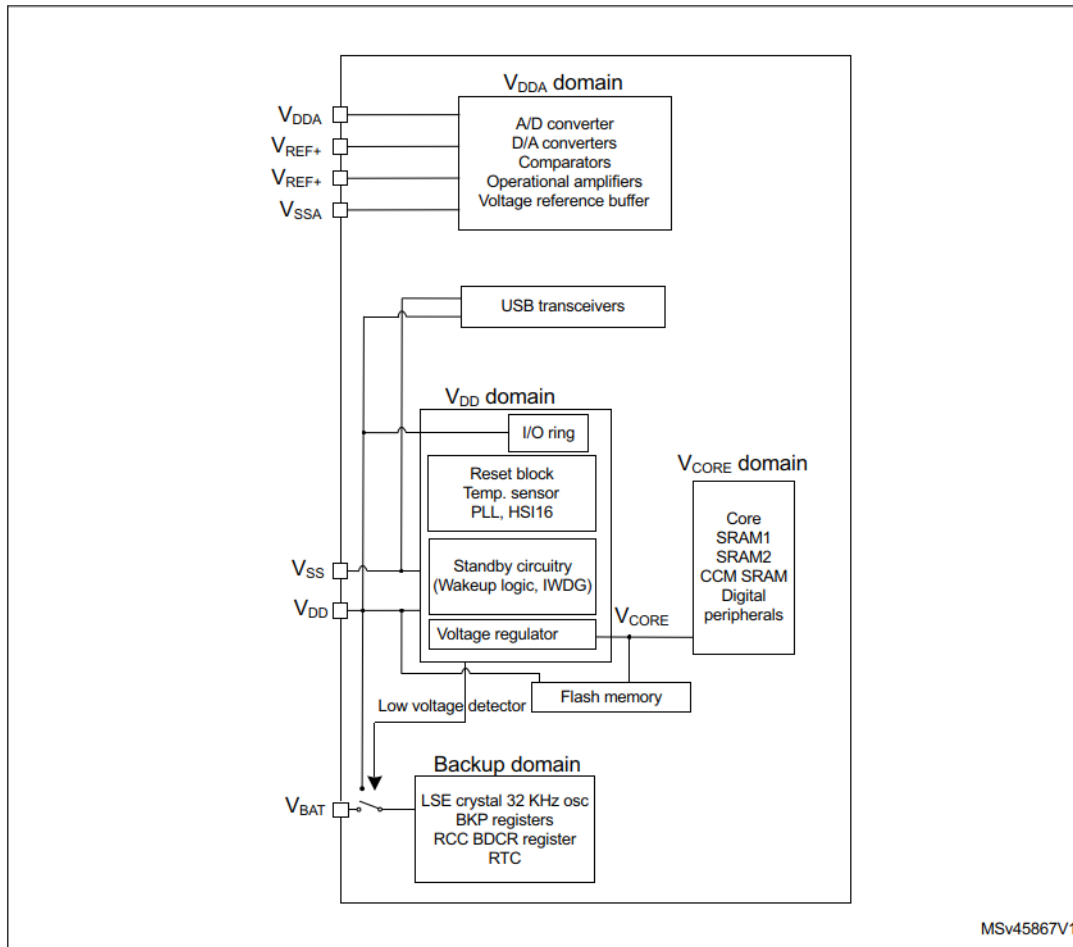 VDDA domain
VDDA
VREF+
VREF+
VSSA
A/D converter
D/A converters
Comparators
Operational amplifiers
Voltage reference buffer
USB transceivers
VDD domain
I/O ring
Reset block
Temp. sensor
PLL, HSI16
VSS
VDD
Standby circuitry
(Wakeup logic, IWDG)
Voltage regulator
VCORE
VCORE domain
Core
SRAM1
SRAM2
CCM SRAM
Digital
peripherals
Flash memory
Low voltage detector
Backup domain
VBAT
LSE crystal 32 KHz osc
BKP registers
RCC BDCR register
RTC
MSv45867V1